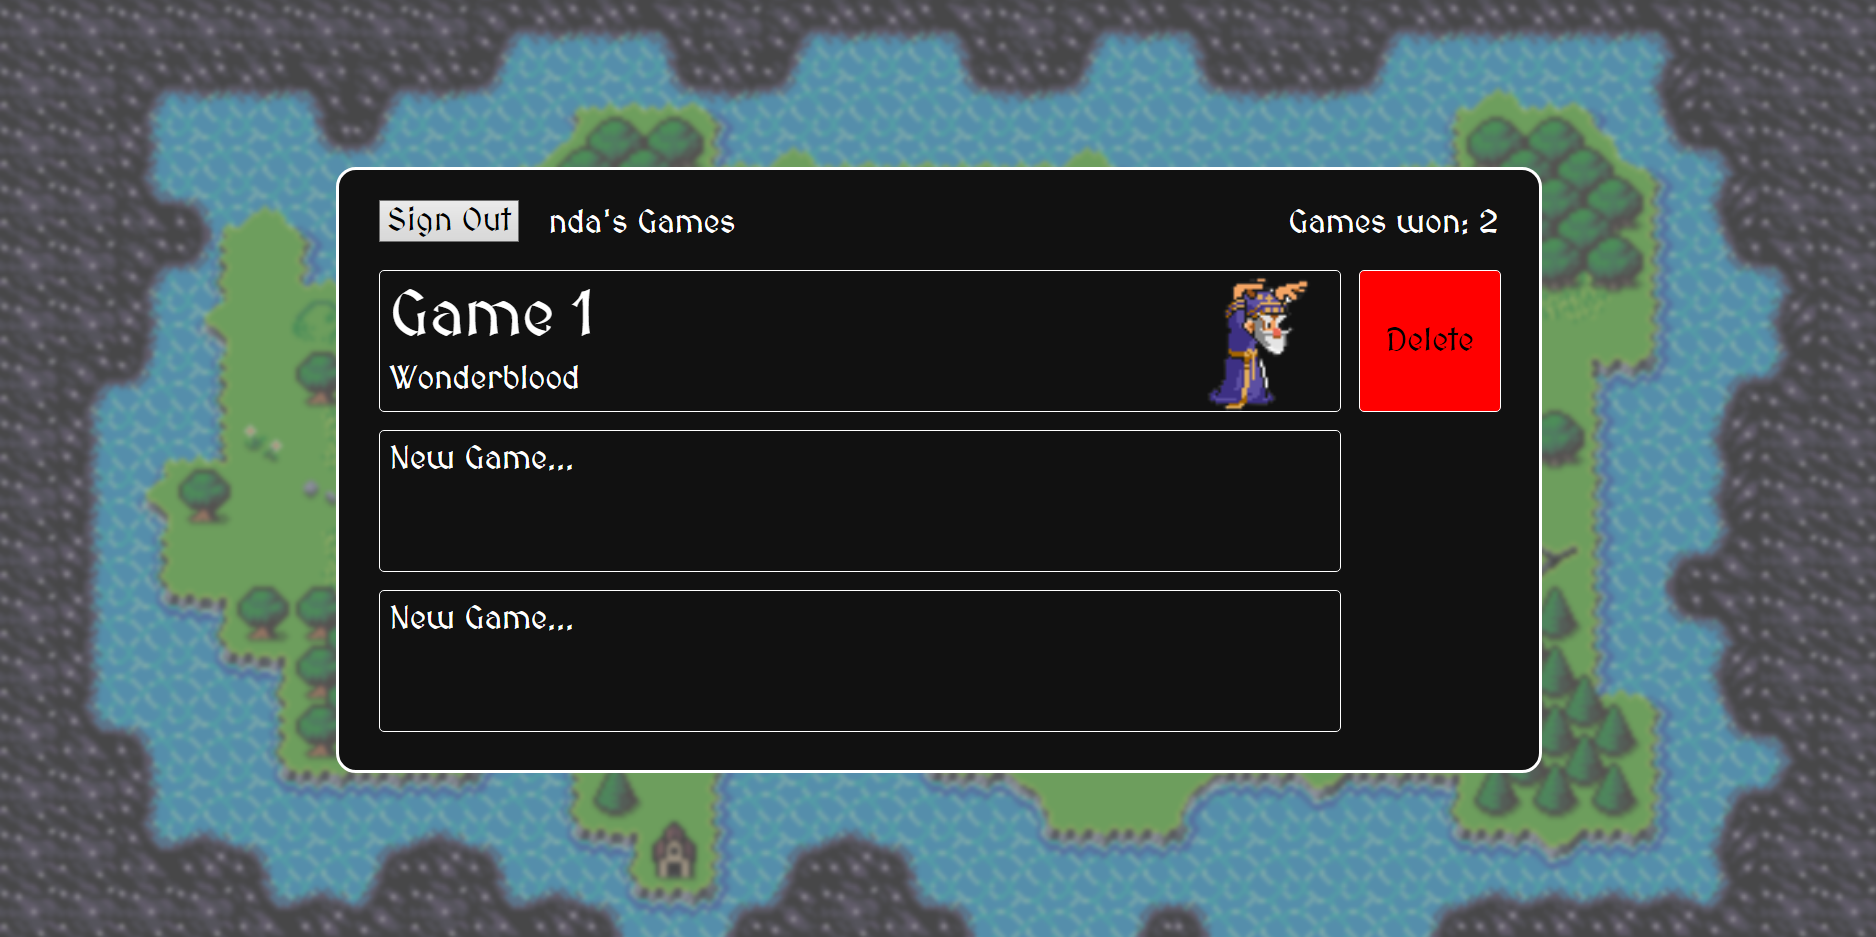 Sign Out
nda's Games
Games won: 2
Game 1
Wonderblood
Delete
New Game...
New Game...